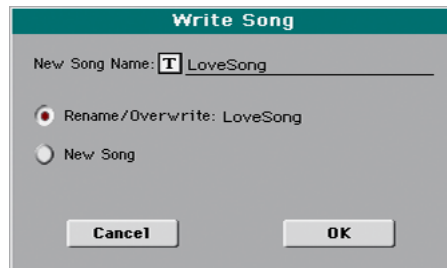 Write Song
New Song Name: T LoveSong
Rename/Overwrite: LoveSong
New Song
Cancel OK